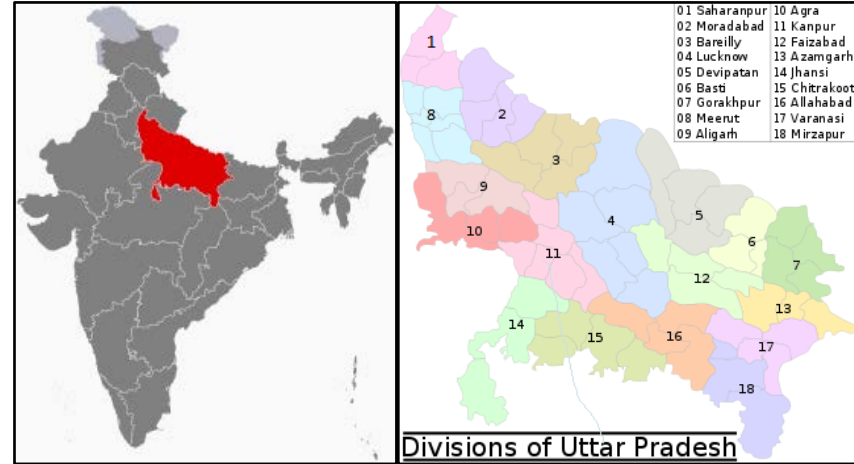 01 Saharanpur 10 Agra
02 Moradabad 11 Kanpur
03 Bareilly 12 Faizabad
04 Lucknow 13 Azamgarh
05 Devipatan 14 Jhansi
06 Basti 15 Chitrakoot
07 Gorakhpur 16 Allahabad
08 Meerut 17 Varanasi
09 Aligarh 18 Mirzapur
1
8
2
3
9
10
4
5
11
6
12
7
13
14
15
16
17
18
Divisions of Uttar Pradesh